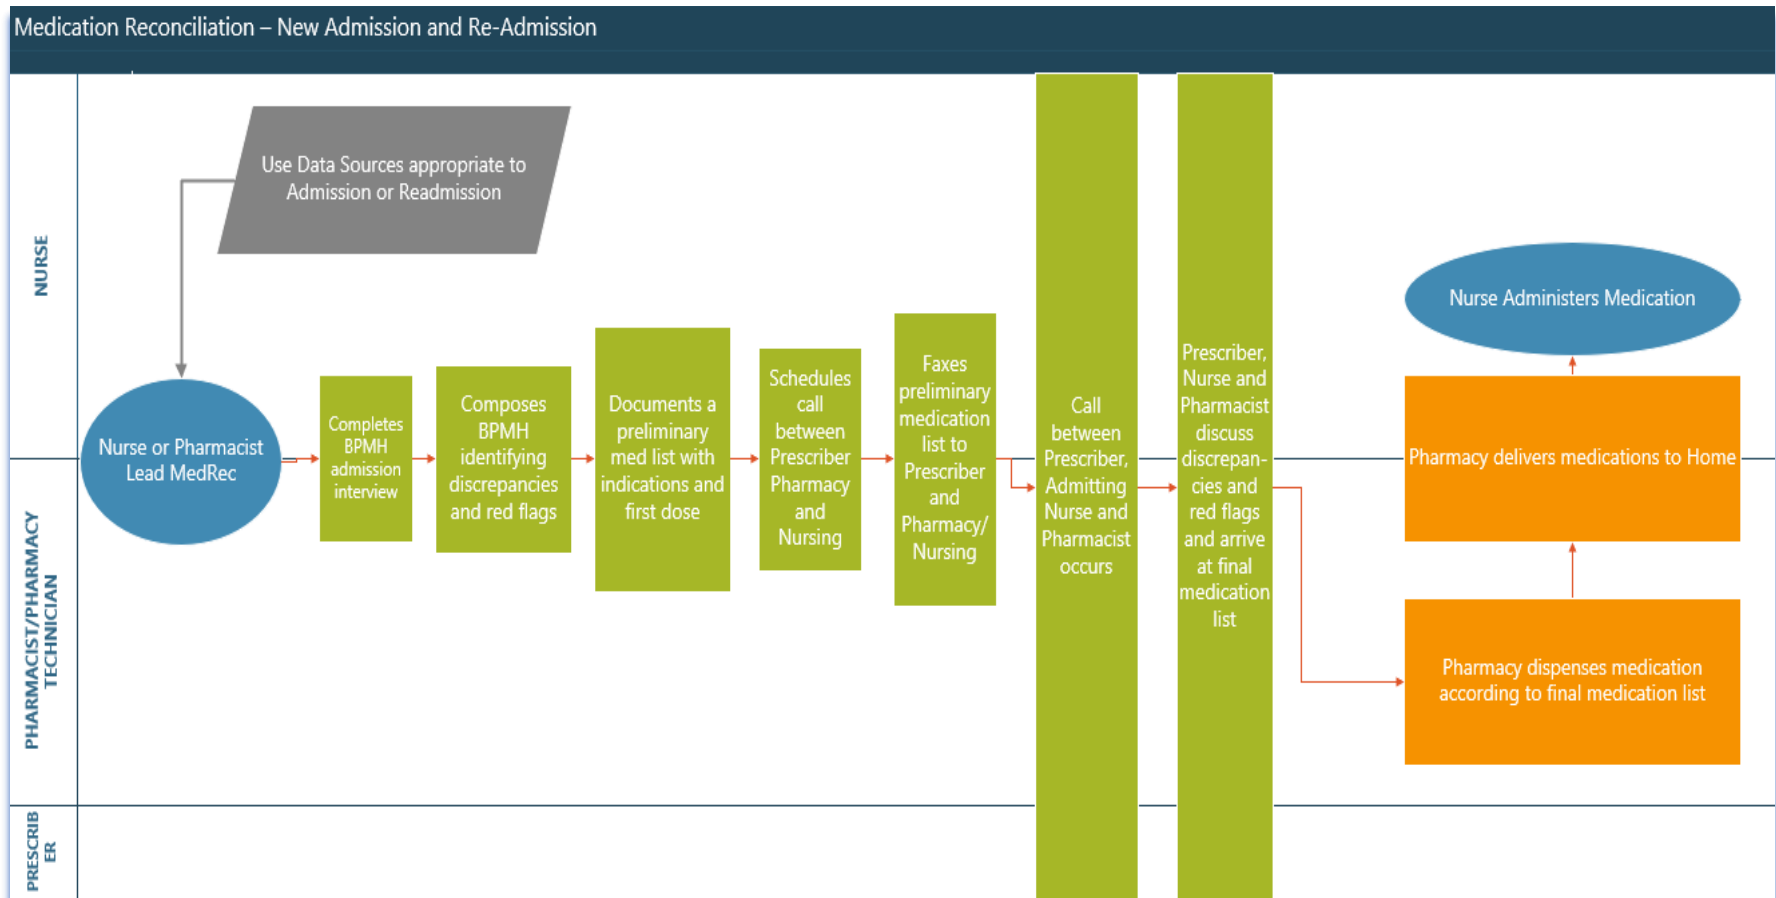 Medication Reconciliation – New Admission and Re-Admission
NURSE
Use Data Sources appropriate to
Admission or Readmission
Nurse or Pharmacist
Lead MedRec
Completes
BPMH
admission
interview
Composes
BPMH
identifying
discrepancies
and red flags
Documents a
preliminary
med list with
indications and
first dose
Schedules
call
between
Prescriber
Pharmacy
and
Nursing
Faxes
preliminary
medication
list to
Prescriber
and
Pharmacy/
Nursing
Call
between
Prescriber,
Admitting
Nurse and
Pharmacist
occurs
Prescriber,
Nurse and
Pharmacist
discuss
discrepan-
cies and
red flags
and arrive
at final
medication
list
Nurse Administers Medication
Pharmacy delivers medications to Home
Pharmacy dispenses medication
according to final medication list
PHARMACIST/PHARMACY
TECHNICIAN
PRESCRIB
ER